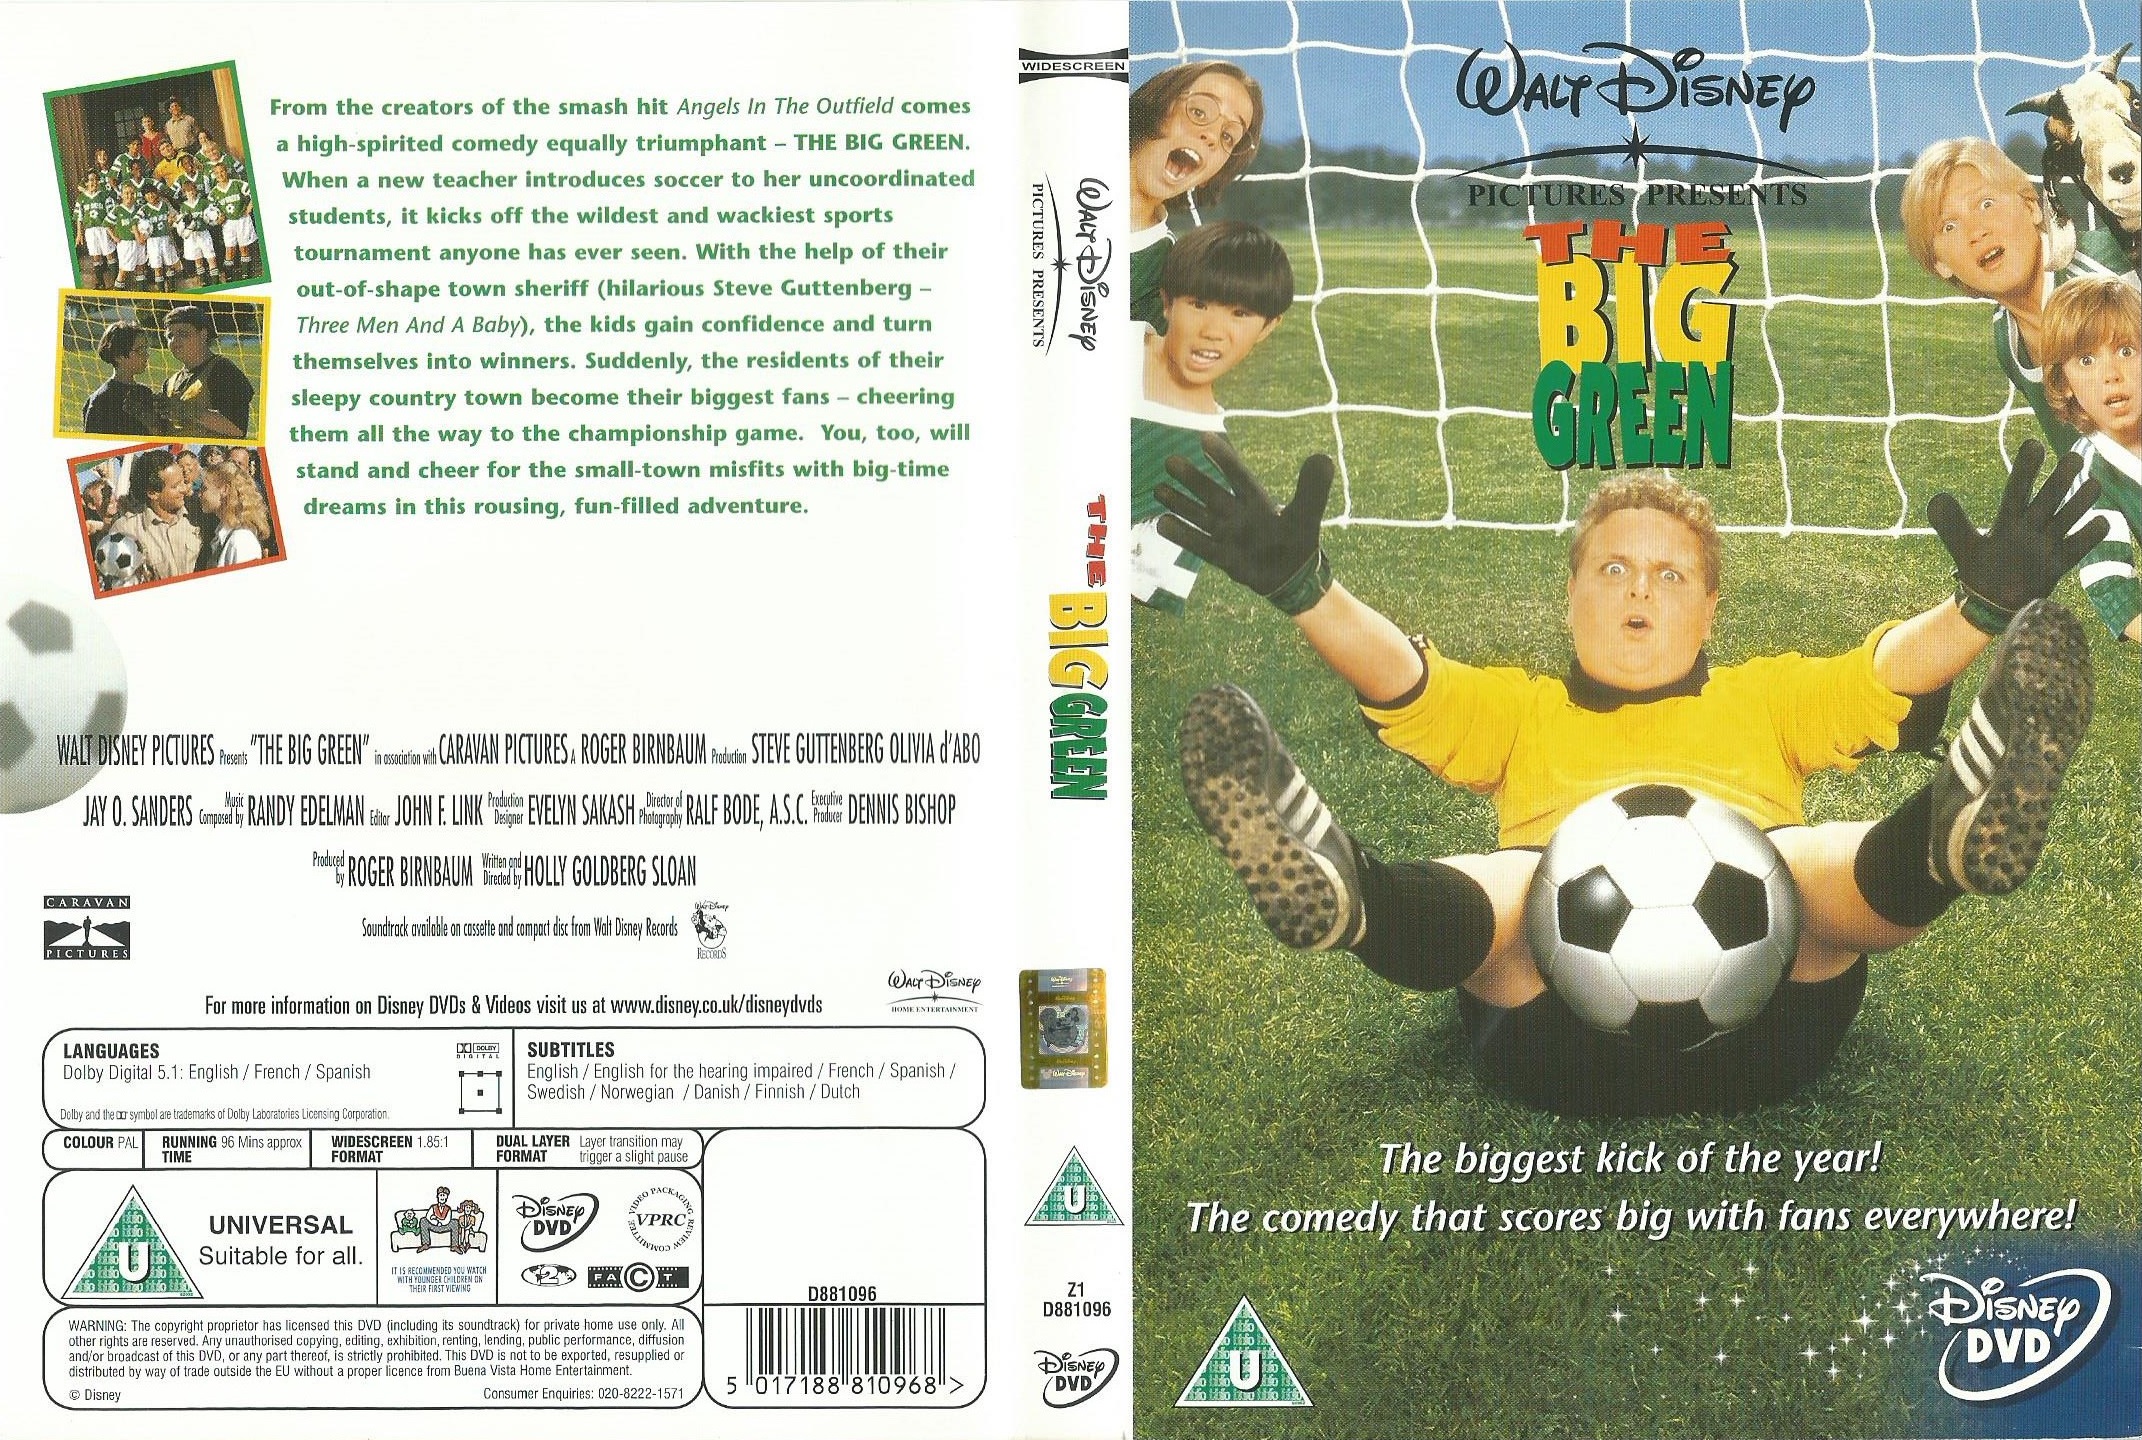 From the creators of the smash hit Angels In The Outfield comes
a high-spirited comedy equally triumphant – THE BIG GREEN.
When a new teacher introduces soccer to her uncoordinated
students, it kicks off the wildest and wackiest sports
tournament anyone has ever seen. With the help of their
out-of-shape town sheriff (hilarious Steve Guttenberg –
Three Men And A Baby), the kids gain confidence and turn
themselves into winners. Suddenly, the residents of their
sleepy country town become their biggest fans – cheering
them all the way to the championship game. You, too, will
stand and cheer for the small-town misfits with big-time
dreams in this rousing, fun-filled adventure.
WALT DISNEY PICTURES Presents "THE BIG GREEN" in association with CARAVAN PICTURES A ROGER BIRNBAUM Production STEVE GUTTENBERG OLIVIA d'ABO
JAY O. SANDERS Music Composed by RANDY EDELMAN Editor JOHN F. LINK Production Designer EVELYN SAKASH Director of Photography RALF BODE, A.S.C. Executive Producer DENNIS BISHOP
Produced by ROGER BIRNBAUM Written and Directed by HOLLY GOLDBERG SLOAN
CARAVAN
PICTURES
Soundtrack available on cassette and compact disc from Walt Disney Records
Walt Disney
RECORDS
For more information on Disney DVDs & Videos visit us at www.disney.co.uk/disneydvds
Walt Disney
HOME ENTERTAINMENT
LANGUAGES
Dolby Digital 5.1: English / French / Spanish
DOLBY
DIGITAL
Dolby and the symbol are trademarks of Dolby Laboratories Licensing Corporation.
SUBTITLES
English / English for the hearing impaired / French / Spanish /
Swedish / Norwegian / Danish / Finnish / Dutch
COLOUR PAL
RUNNING 96 Mins approx
TIME
WIDESCREEN 1.85:1
FORMAT
DUAL LAYER Layer transition may
FORMAT trigger a slight pause
U
UNIVERSAL
Suitable for all.
IT IS RECOMMENDED YOU WATCH
WITH YOUNGER CHILDREN ON
THEIR FIRST VIEWING
Disney
DVD
VIDEO PACKAGING REVIEW COMMITTEE
VPRC
2
FACT
D881096
WARNING: The copyright proprietor has licensed this DVD (including its soundtrack) for private home use only. All
other rights are reserved. Any unauthorised copying, editing, exhibition, renting, lending, public performance, diffusion
and/or broadcast of this DVD, or any part thereof, is strictly prohibited. This DVD is not to be exported, resupplied or
distributed by way of trade outside the EU without a proper licence from Buena Vista Home Entertainment.
© Disney
Consumer Enquiries: 020-8222-1571
5 017188 810968 >
WIDESCREEN
Walt Disney
PICTURES PRESENTS
THE
BIG
GREEN
Walt Disney
U
Z1
D881096
Disney
DVD
Walt Disney
PICTURES PRESENTS
THE
BIG
GREEN
The biggest kick of the year!
The comedy that scores big with fans everywhere!
U
Disney
DVD